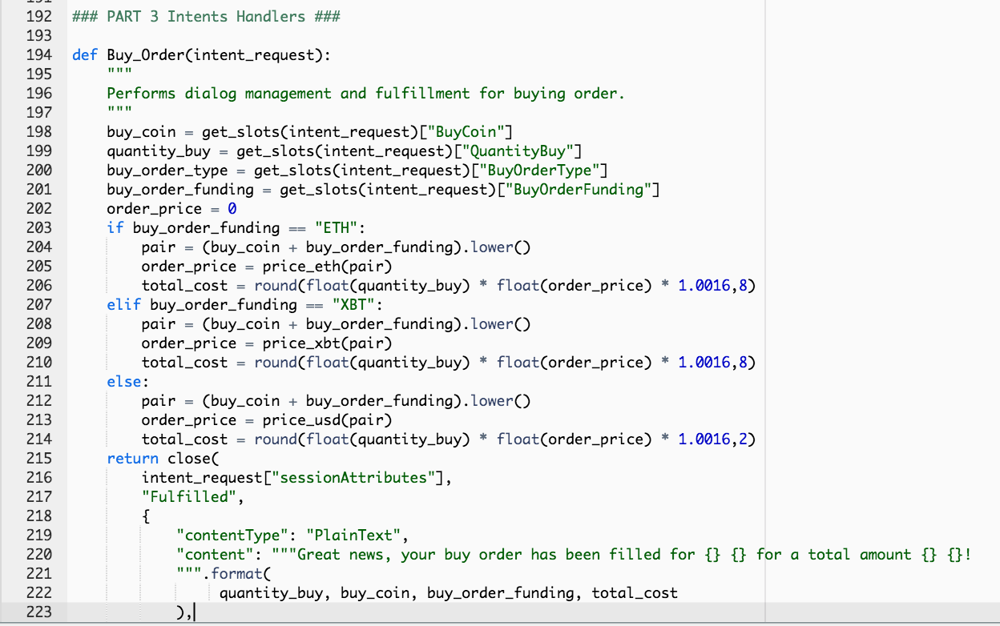 191
192 ### PART 3 Intents Handlers ###
193
194 def Buy_Order(intent_request):
195     """
196     Performs dialog management and fulfillment for buying order.
197     """
198     buy_coin = get_slots(intent_request)["BuyCoin"]
199     quantity_buy = get_slots(intent_request)["QuantityBuy"]
200     buy_order_type = get_slots(intent_request)["BuyOrderType"]
201     buy_order_funding = get_slots(intent_request)["BuyOrderFunding"]
202     order_price = 0
203     if buy_order_funding == "ETH":
204         pair = (buy_coin + buy_order_funding).lower()
205         order_price = price_eth(pair)
206         total_cost = round(float(quantity_buy) * float(order_price) * 1.0016,8)
207     elif buy_order_funding == "XBT":
208         pair = (buy_coin + buy_order_funding).lower()
209         order_price = price_xbt(pair)
210         total_cost = round(float(quantity_buy) * float(order_price) * 1.0016,8)
211     else:
212         pair = (buy_coin + buy_order_funding).lower()
213         order_price = price_usd(pair)
214         total_cost = round(float(quantity_buy) * float(order_price) * 1.0016,2)
215     return close(
216         intent_request["sessionAttributes"],
217         "Fulfilled",
218         {
219             "contentType": "PlainText",
220             "content": """Great news, your buy order has been filled for {} {} for a total amount {} {}!
221             """.format(
222                 quantity_buy, buy_coin, buy_order_funding, total_cost
223             ),